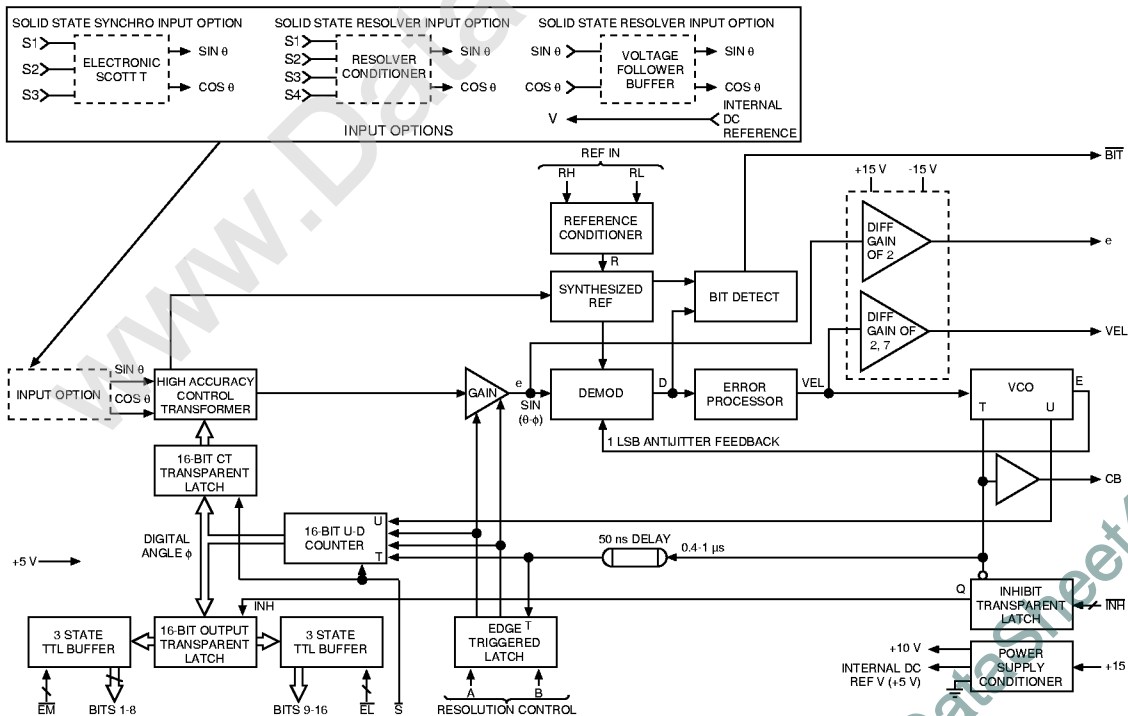 SOLID STATE SYNCHRO INPUT OPTION
S1
S2
S3
ELECTRONIC
SCOTT T
SIN θ
COS θ
SOLID STATE RESOLVER INPUT OPTION
S1
S2
S3
S4
RESOLVER
CONDITIONER
SIN θ
COS θ
SOLID STATE RESOLVER INPUT OPTION
SIN θ
COS θ
VOLTAGE
FOLLOWER
BUFFER
SIN θ
COS θ
V
INTERNAL
DC
REFERENCE
INPUT OPTIONS
REF IN
RH
RL
REFERENCE
CONDITIONER
R
SYNTHESIZED
REF
BIT DETECT
B̅I̅T̅
+15 V
-15 V
DIFF
GAIN
OF 2
e
DIFF
GAIN OF
2, 7
VEL
INPUT OPTION
SIN θ
COS θ
HIGH ACCURACY
CONTROL
TRANSFORMER
GAIN
e
SIN
(θ-ϕ)
DEMOD
D
ERROR
PROCESSOR
VEL
VCO
E
T
U
1 LSB ANTIJITTER FEEDBACK
16-BIT CT
TRANSPARENT
LATCH
CB
DIGITAL
ANGLE ϕ
16-BIT U-D
COUNTER
U
T
50 ns DELAY
0.4-1 μs
+5 V
INH
Q
INHIBIT
TRANSPARENT
LATCH
I̅N̅H̅
3 STATE
TTL BUFFER
16-BIT OUTPUT
TRANSPARENT
LATCH
3 STATE
TTL BUFFER
EDGE T
TRIGGERED
LATCH
+10 V
INTERNAL DC
REF V (+5 V)
POWER
SUPPLY
CONDITIONER
+15
E̅M̅
BITS 1-8
BITS 9-16
E̅L̅
S̅
A
B
RESOLUTION CONTROL
www.Data
DataSheet4